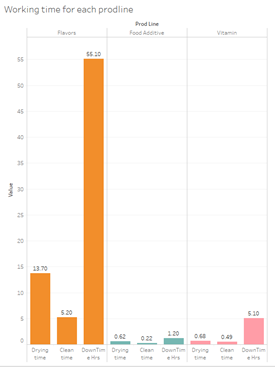 Working time for each prodline
Prod Line
Flavors Food Additive Vitamin
Value
55
50
45
40
35
30
25
20
15
10
5
0
13.70 5.20 55.10 0.62 0.22 1.20 0.68 0.49 5.10
Drying Clean DownTim Drying Clean DownTim Drying Clean DownTim
time time e Hrs time time e Hrs time time e Hrs